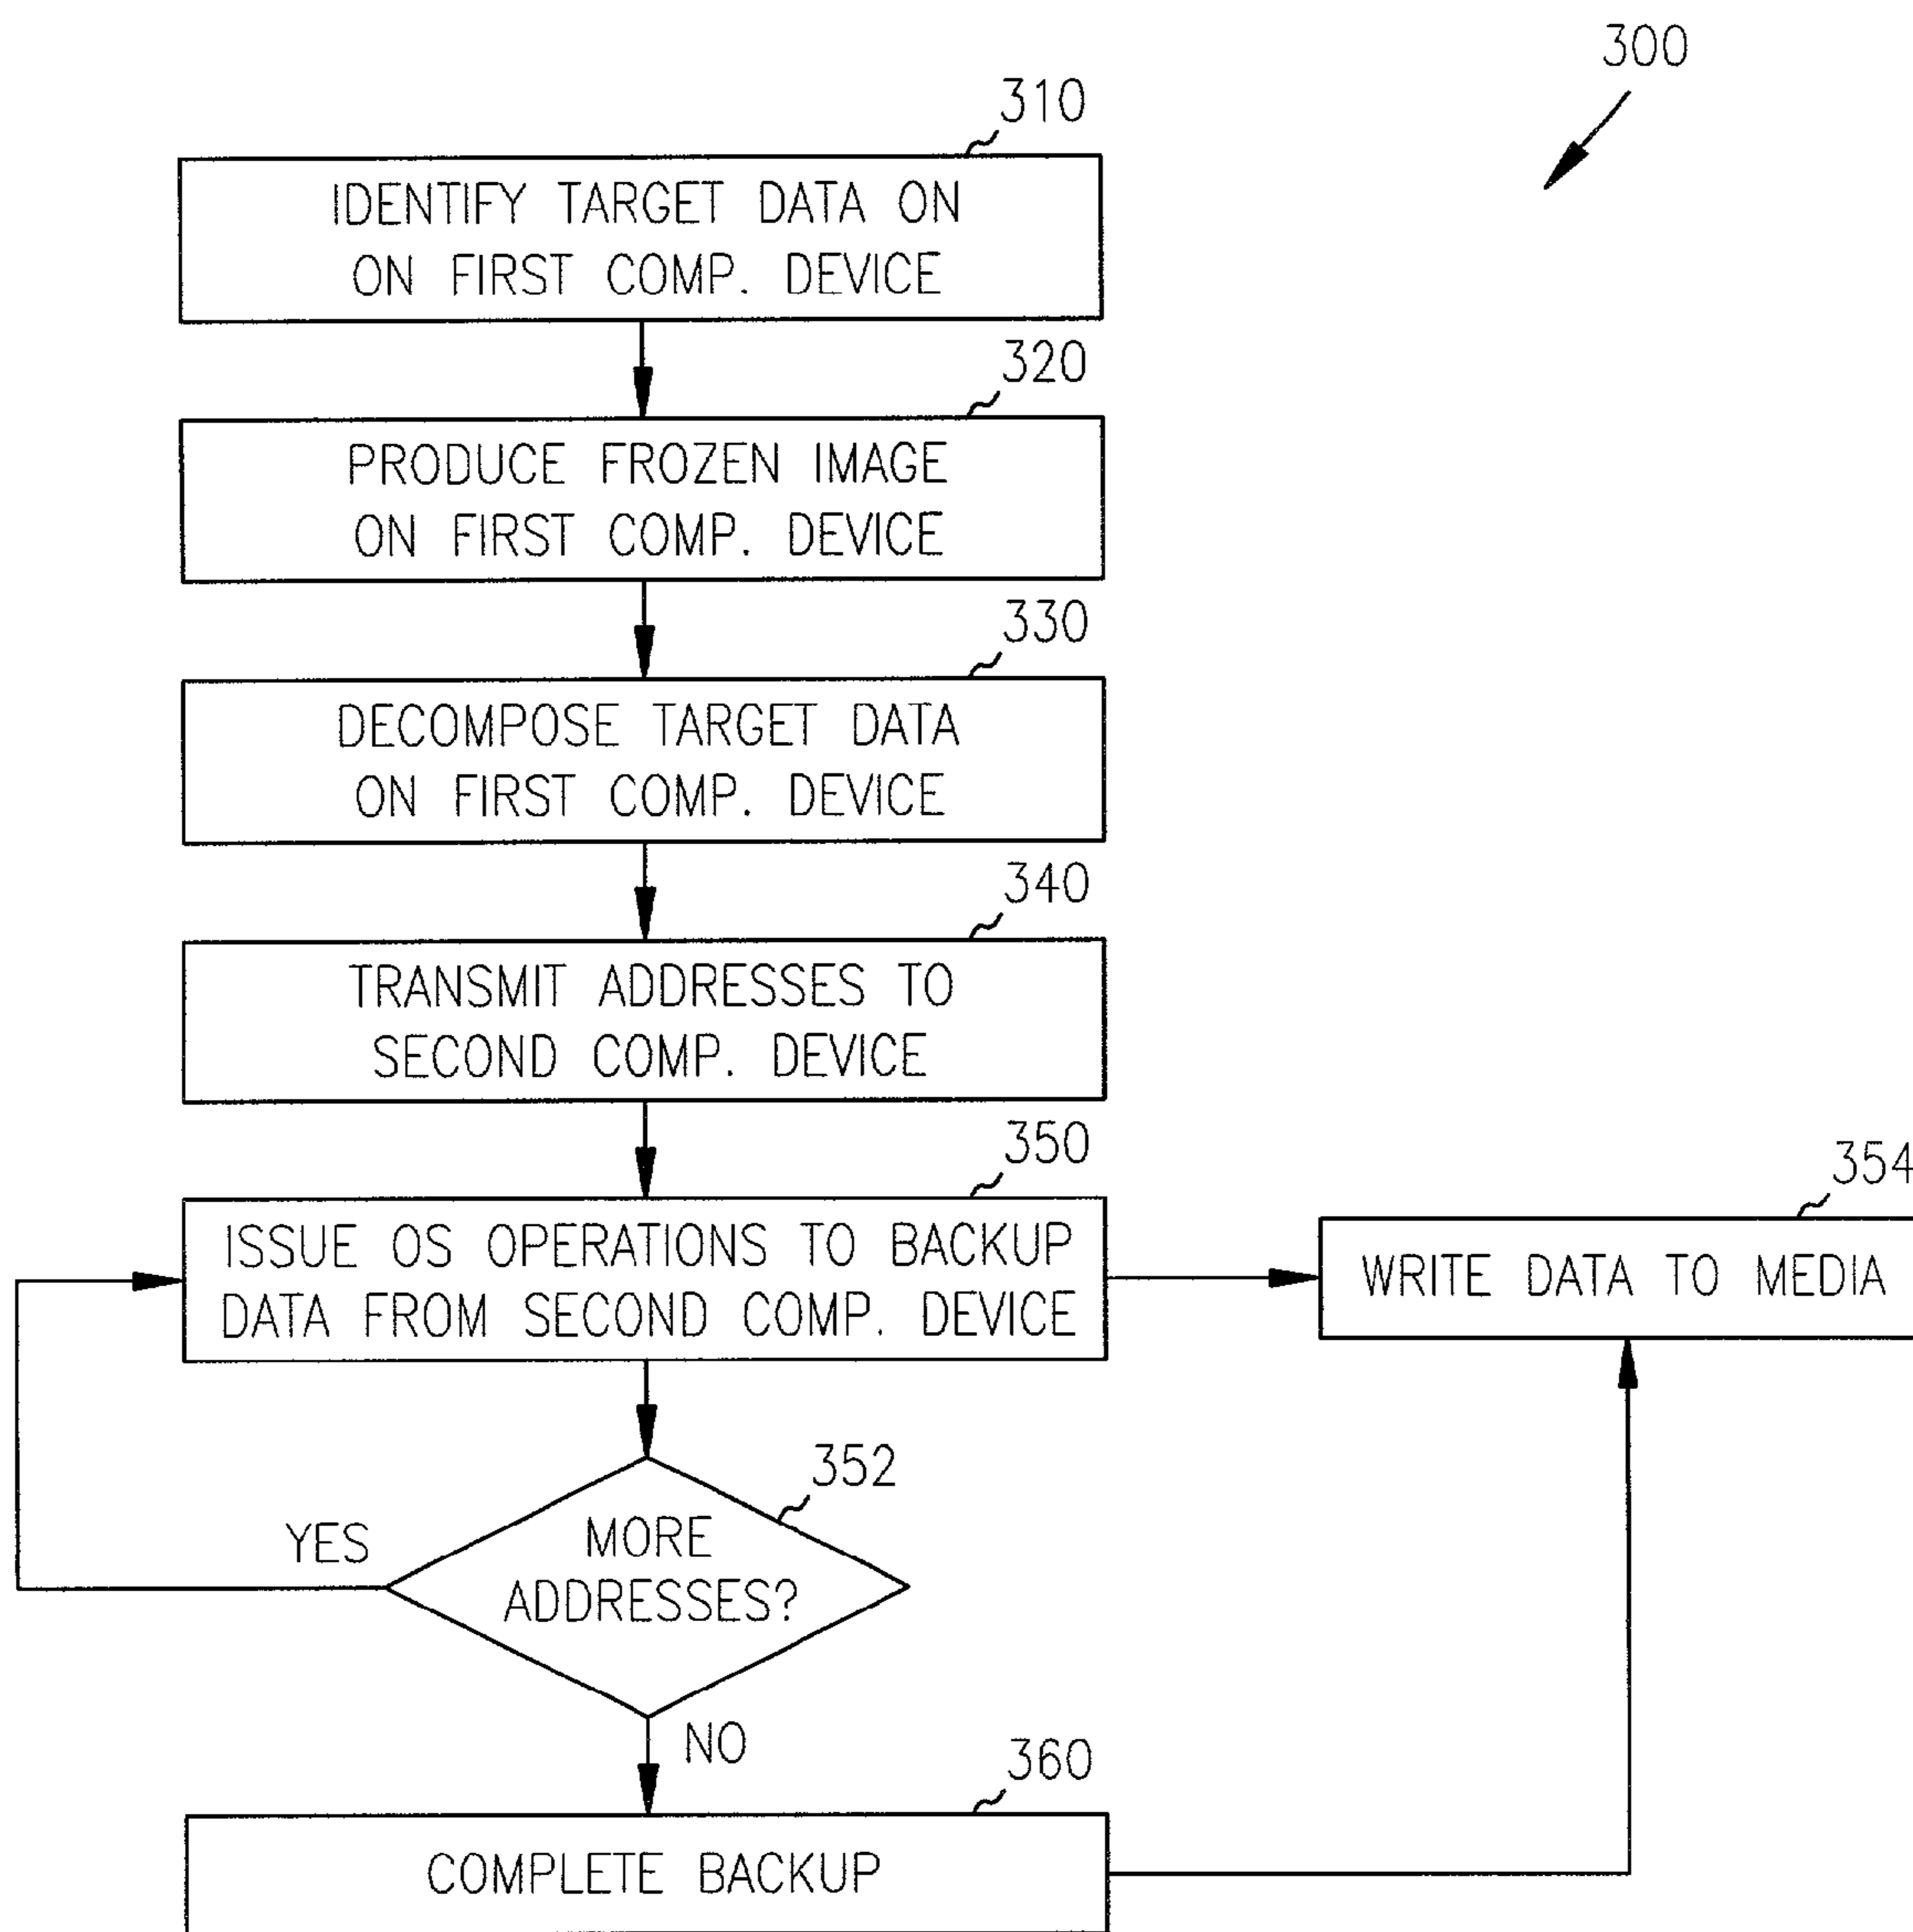 300
310
IDENTIFY TARGET DATA ON
ON FIRST COMP. DEVICE
320
PRODUCE FROZEN IMAGE
ON FIRST COMP. DEVICE
330
DECOMPOSE TARGET DATA
ON FIRST COMP. DEVICE
340
TRANSMIT ADDRESSES TO
SECOND COMP. DEVICE
350
ISSUE OS OPERATIONS TO BACKUP
DATA FROM SECOND COMP. DEVICE
354
WRITE DATA TO MEDIA
352
MORE
ADDRESSES?
YES
NO
360
COMPLETE BACKUP